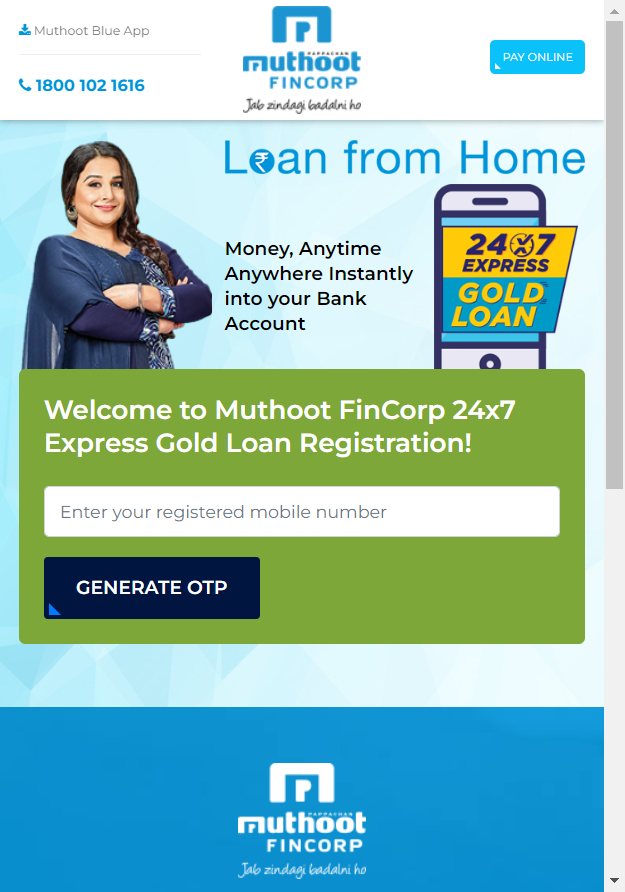 Muthoot Blue App
1800 102 1616
MUTHOOT PAPPACHAN
muthoot
FINCORP
Jab zindagi badalni ho
PAY ONLINE
Loan from Home
Money, Anytime
Anywhere Instantly
into your Bank
Account
24x7
EXPRESS
GOLD
LOAN
Welcome to Muthoot FinCorp 24x7
Express Gold Loan Registration!
Enter your registered mobile number
GENERATE OTP
PAPPACHAN
muthoot
FINCORP
Jab zindagi badalni ho